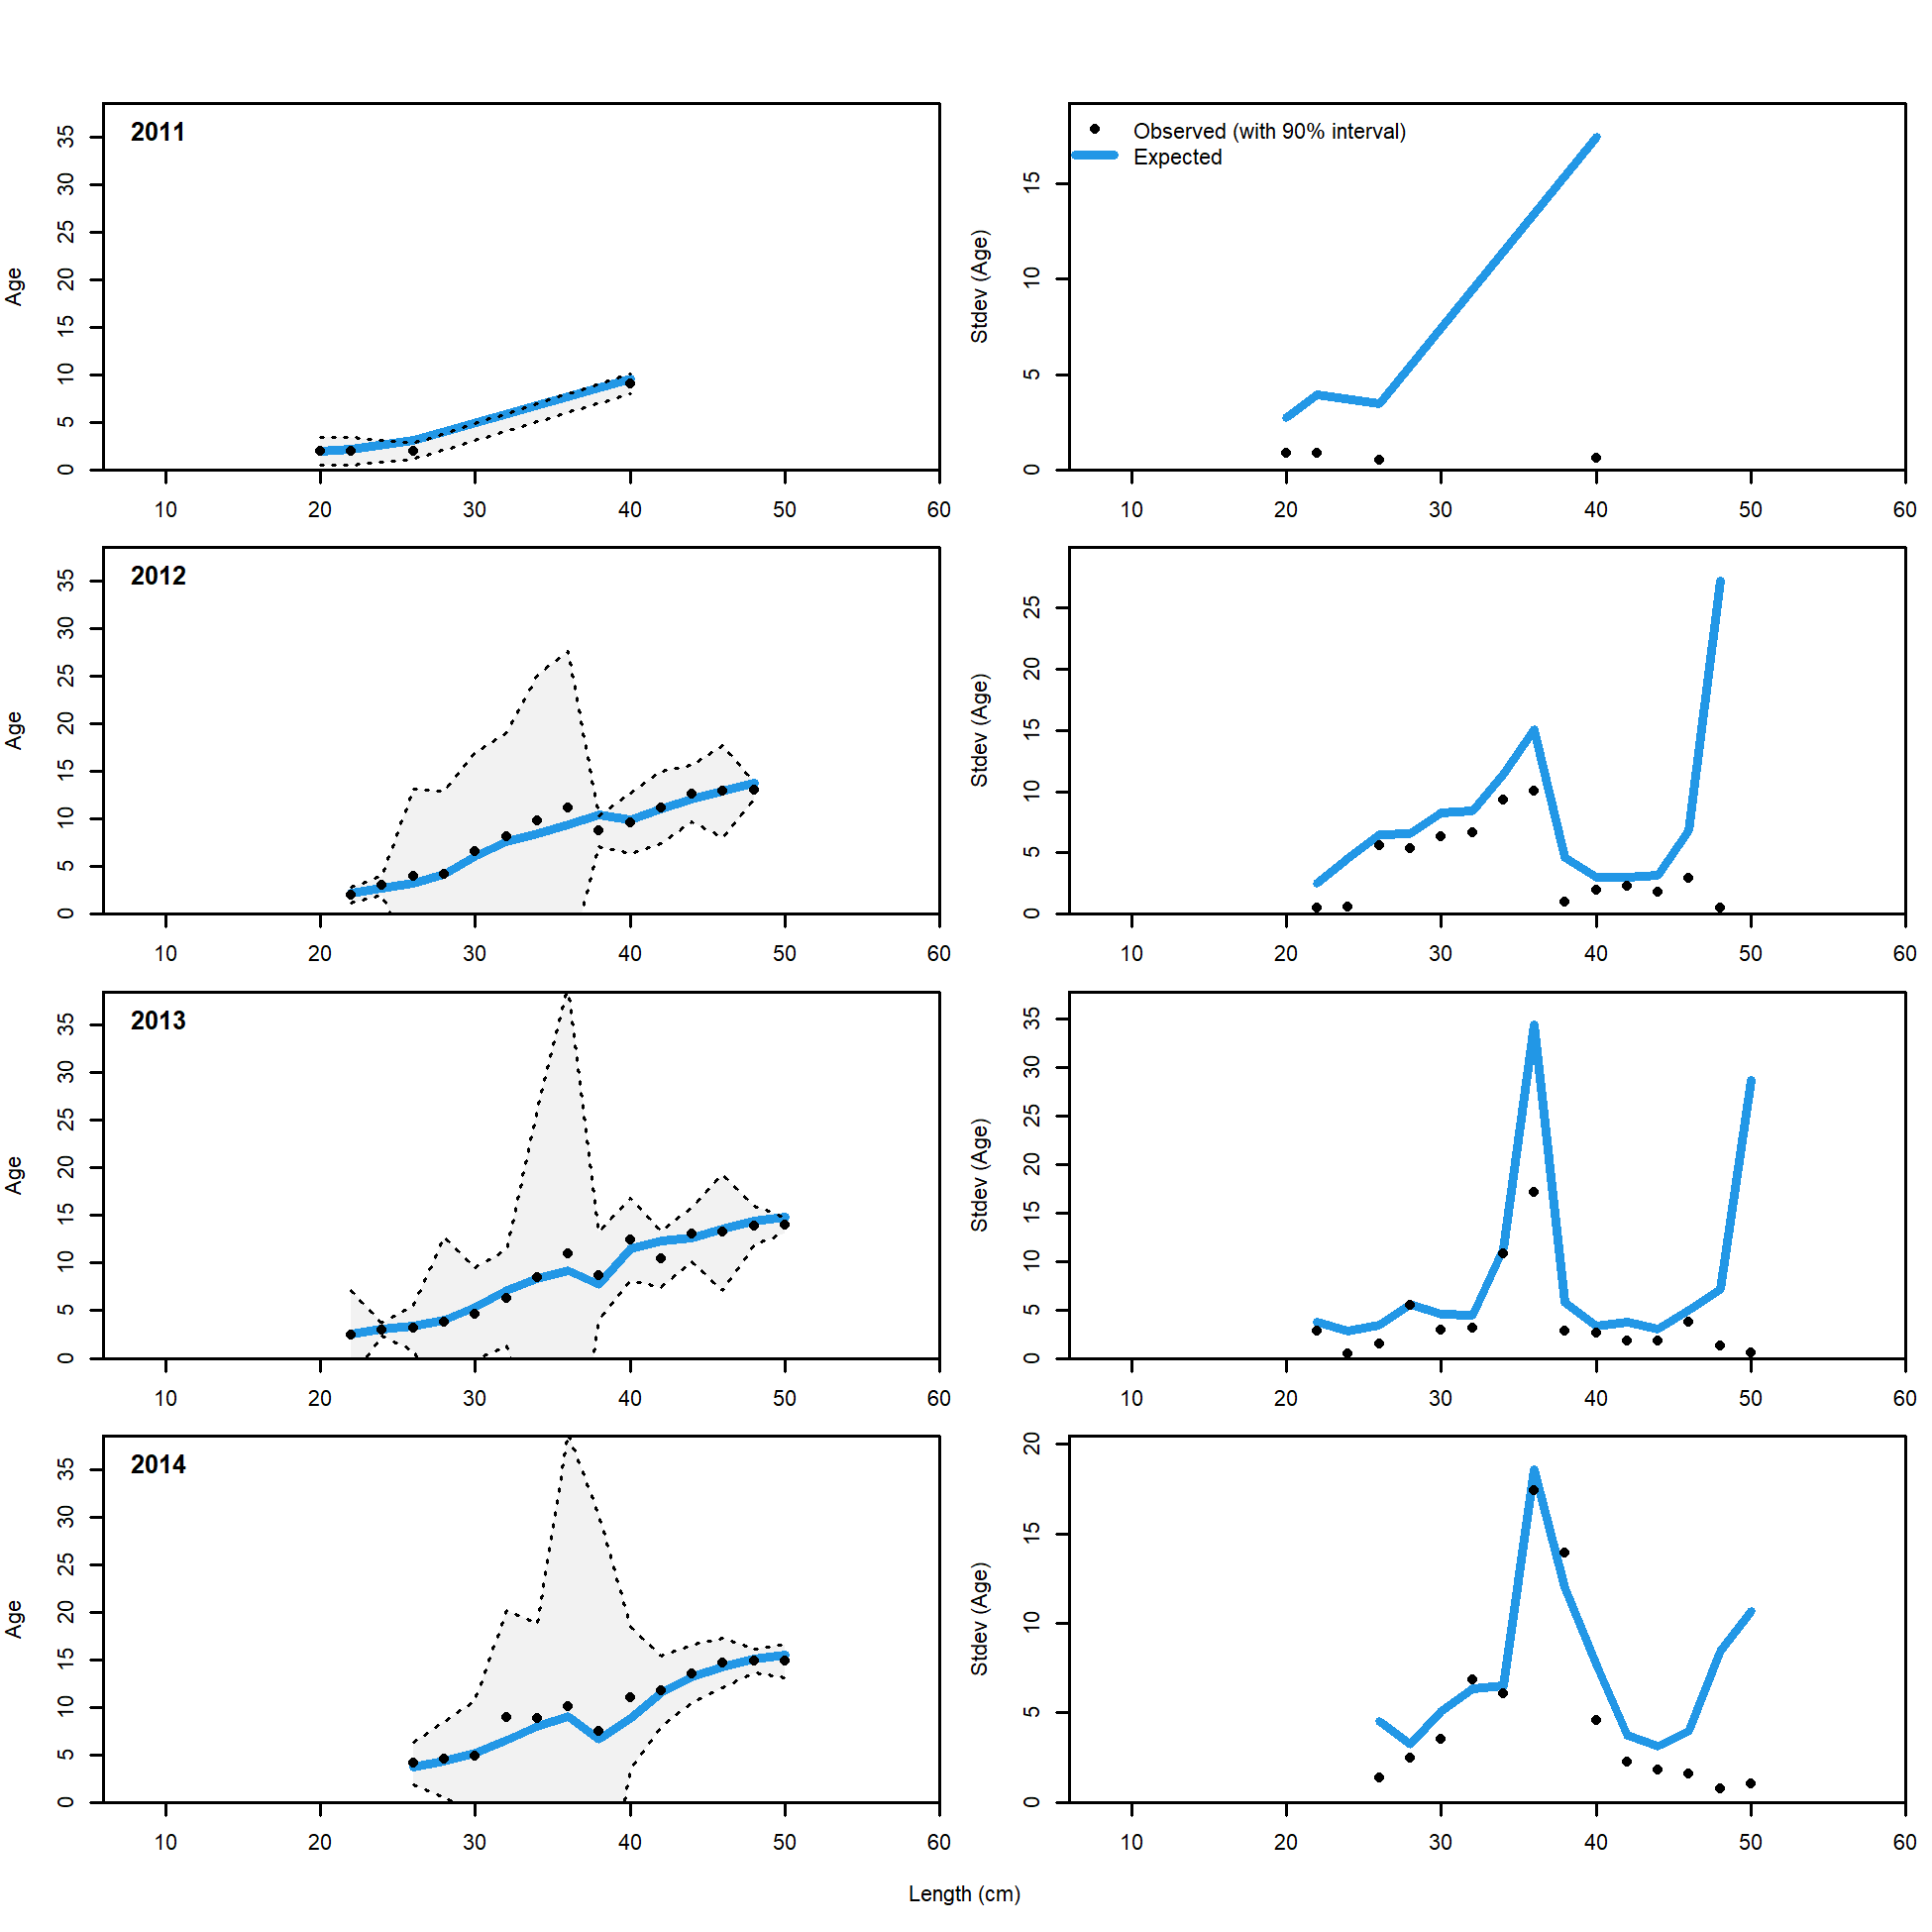 2011
Age
0 5 10 15 20 25 30 35
10 20 30 40 50 60
Observed (with 90% interval)
Expected
Stdev (Age)
0 5 10 15
10 20 30 40 50 60
2012
Age
0 5 10 15 20 25 30 35
10 20 30 40 50 60
Stdev (Age)
0 5 10 15 20 25
10 20 30 40 50 60
2013
Age
0 5 10 15 20 25 30 35
10 20 30 40 50 60
Stdev (Age)
0 5 10 15 20 25 30 35
10 20 30 40 50 60
2014
Age
0 5 10 15 20 25 30 35
10 20 30 40 50 60
Stdev (Age)
0 5 10 15 20
10 20 30 40 50 60
Length (cm)